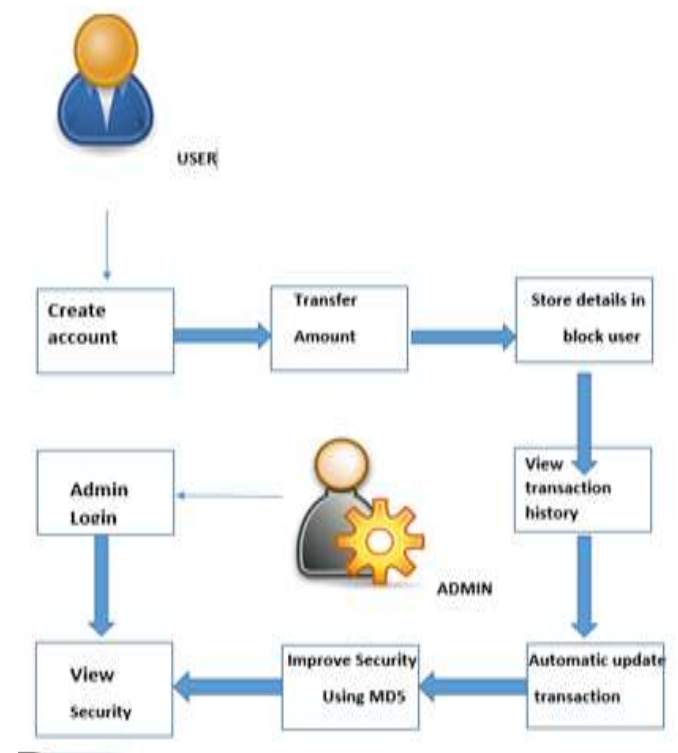 USER
Create
account
Transfer
Amount
Store details in
block user
Admin
Login
View
transaction
history
ADMIN
View
Security
Improve Security
Using MD5
Automatic update
transaction